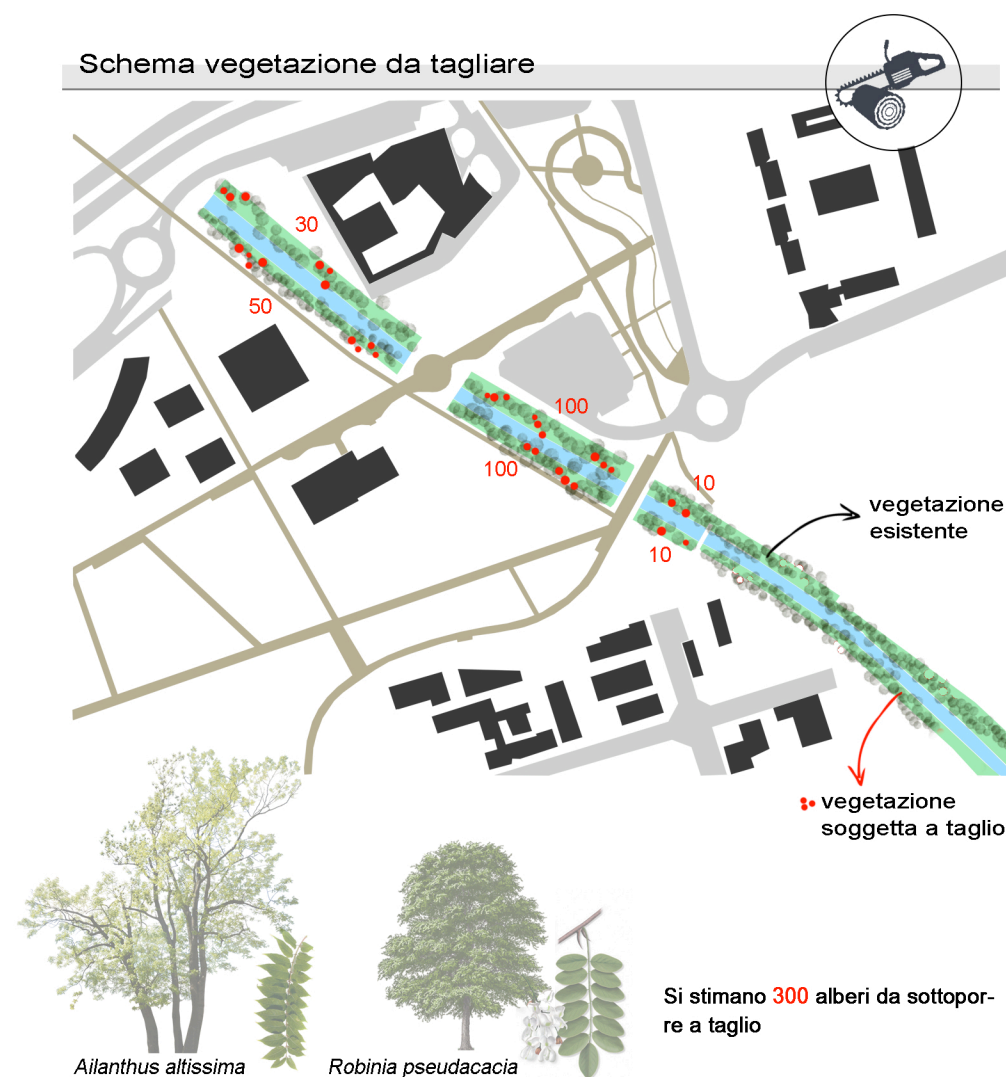 Schema vegetazione da tagliare
30
50
100
100
10
10
vegetazione
esistente
vegetazione
soggetta a taglio
Si stimano 300 alberi da sottopor-
re a taglio
Ailanthus altissima
Robinia pseudacacia